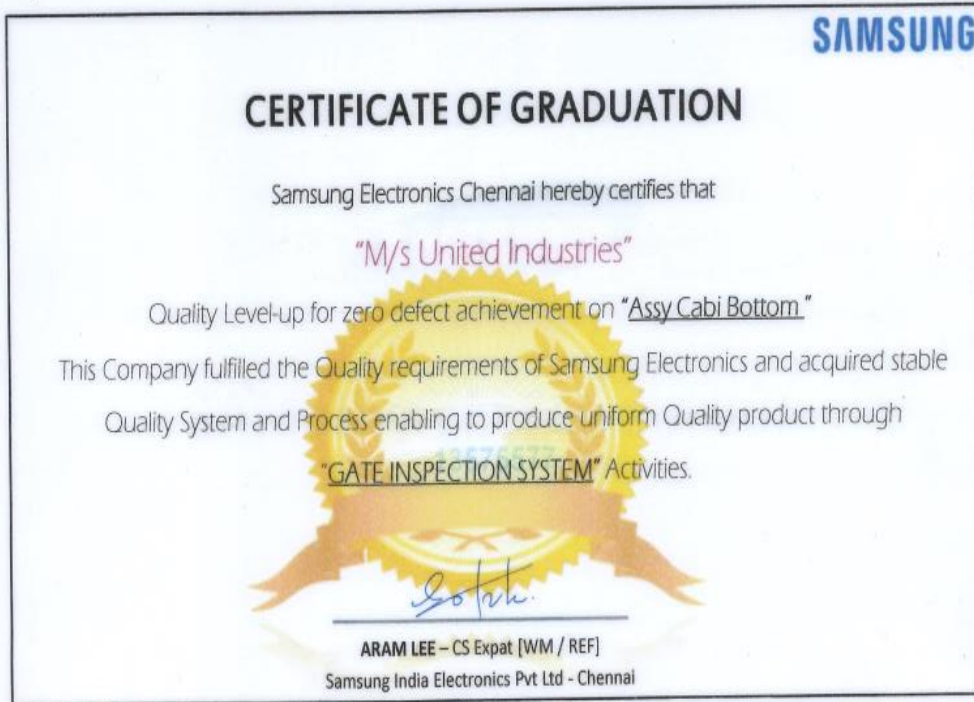 SAMSUNG
CERTIFICATE OF GRADUATION
Samsung Electronics Chennai hereby certifies that
"M/s United Industries"
Quality Level-up for zero defect achievement on "Assy Cabi Bottom "
This Company fulfilled the Quality requirements of Samsung Electronics and acquired stable
Quality System and Process enabling to produce uniform Quality product through
"GATE INSPECTION SYSTEM" Activities.
ARAM LEE – CS Expat [WM / REF]
Samsung India Electronics Pvt Ltd - Chennai